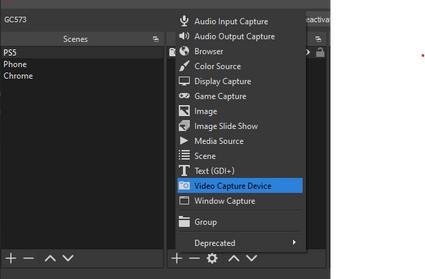 GC573
eactivat
Scenes
PS5
Phone
Chrome
Audio Input Capture
Audio Output Capture
Browser
Color Source
Display Capture
Game Capture
Image
Image Slide Show
Media Source
Scene
Text (GDI+)
Video Capture Device
Window Capture
Group
Deprecated